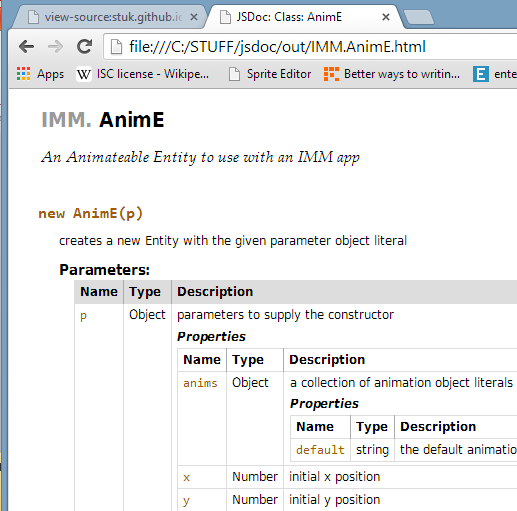 view-source:stuk.github.io
JSDoc: Class: AnimE
file:///C:/STUFF/jsdoc/out/IMM.AnimE.html
Apps W ISC license - Wikipe... Sprite Editor Better ways to writin... E ente
IMM. AnimE
An Animateable Entity to use with an IMM app
new AnimE(p)
creates a new Entity with the given parameter object literal
Parameters:
Name Type Description
p Object parameters to supply the constructor
Properties
Name Type Description
anims Object a collection of animation object literals
Properties
Name Type Description
default string the default animatio
x Number initial x position
y Number initial y position